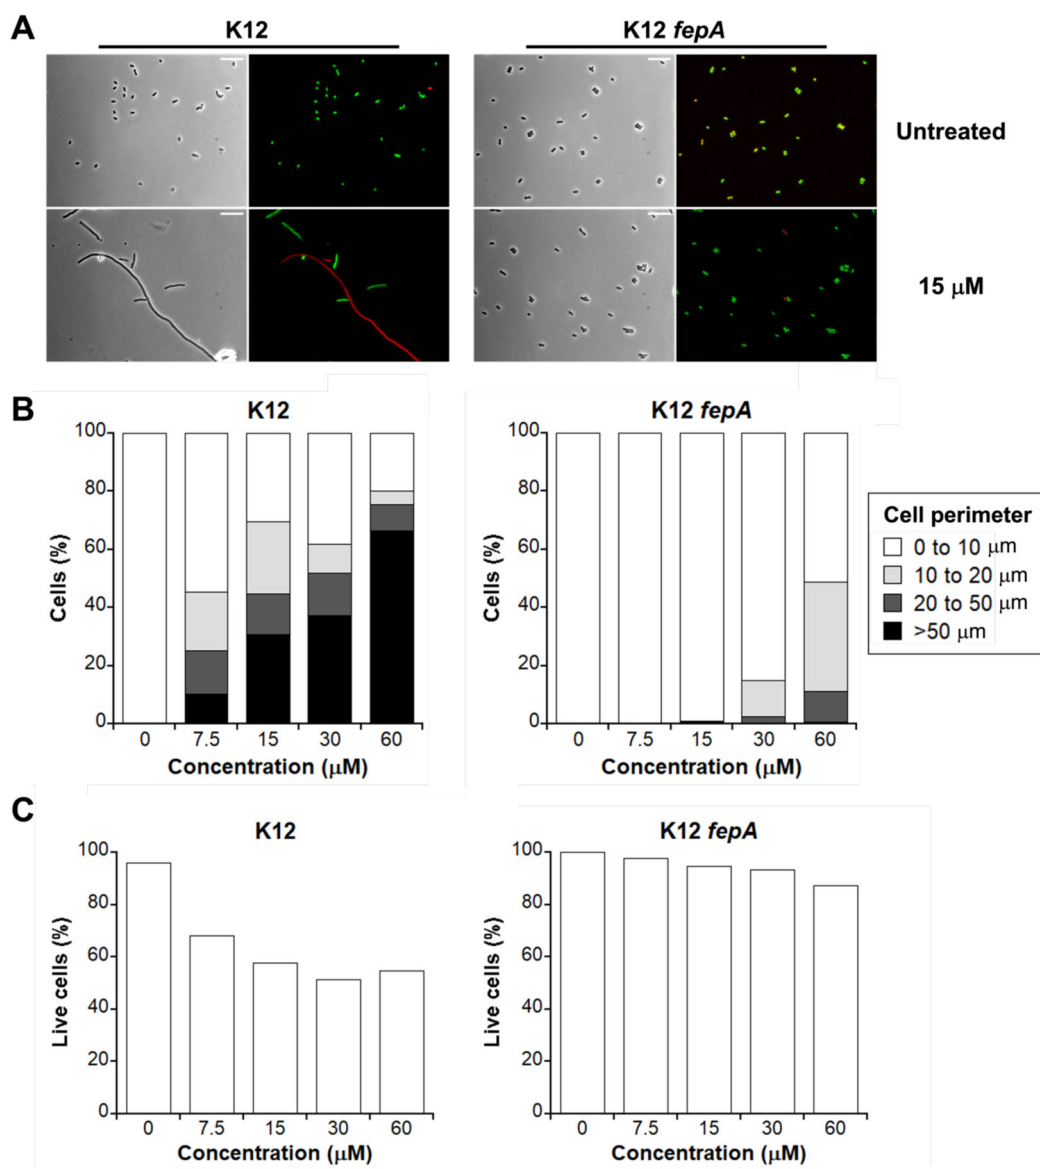 A
K12
K12 fepA
Untreated
15 μM
B
K12
K12 fepA
Cells (%)
100
80
60
40
20
0
0 7.5 15 30 60
Concentration (μM)
Cells (%)
100
80
60
40
20
0
0 7.5 15 30 60
Concentration (μM)
Cell perimeter
0 to 10 μm
10 to 20 μm
20 to 50 μm
>50 μm
C
K12
K12 fepA
Live cells (%)
100
80
60
40
20
0
0 7.5 15 30 60
Concentration (μM)
Live cells (%)
100
80
60
40
20
0
0 7.5 15 30 60
Concentration (μM)